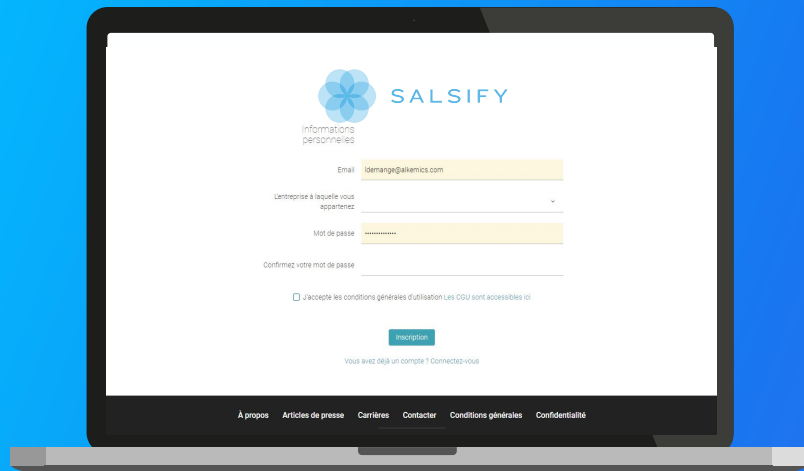 SALSIFY
Informations
personnelles
Email ldemange@alkemics.com
L'entreprise à laquelle vous
appartenez
Mot de passe ••••••••••••••
Confirmez votre mot de passe
J'accepte les conditions générales d'utilisation Les CGU sont accessibles ici
Inscription
Vous avez déjà un compte ? Connectez-vous
À propos Articles de presse Carrières Contacter Conditions générales Confidentialité